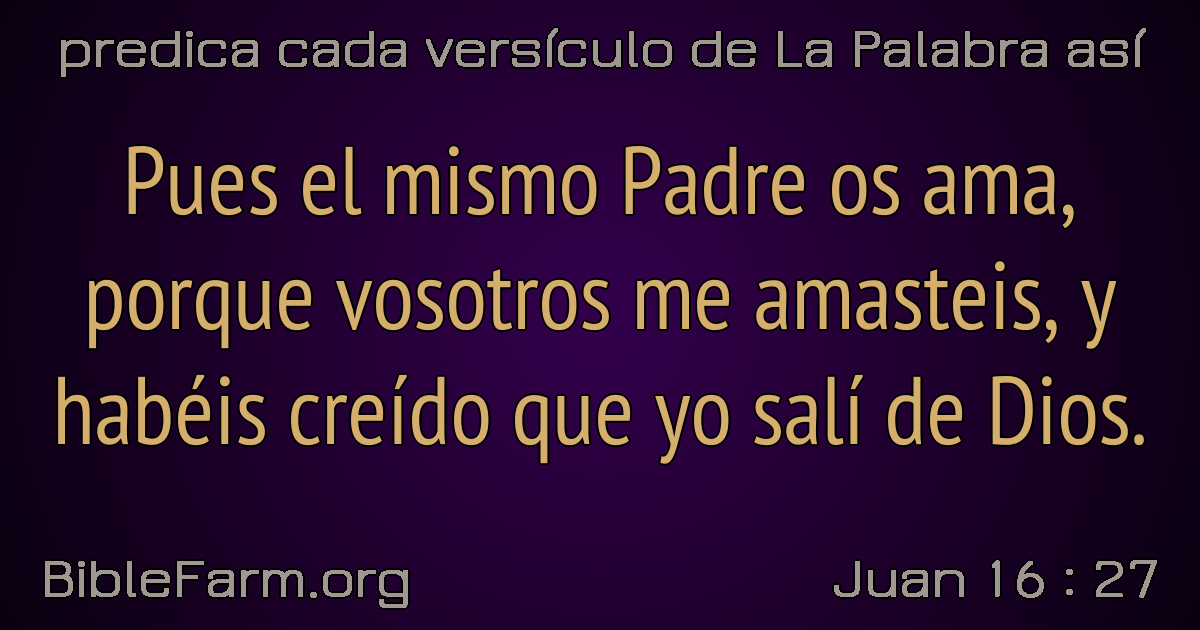 predica cada versículo de La Palabra así
Pues el mismo Padre os ama,
porque vosotros me amasteis, y
habéis creído que yo salí de Dios.
BibleFarm.org
Juan 16 : 27